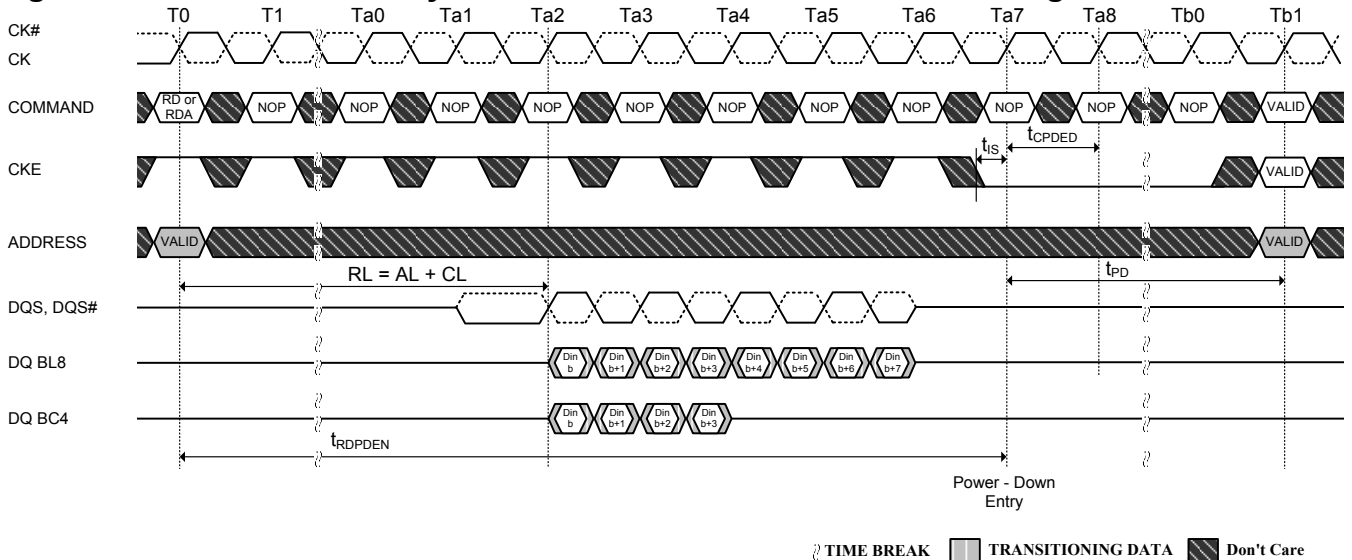 T0 T1 Ta0 Ta1 Ta2 Ta3 Ta4 Ta5 Ta6 Ta7 Ta8 Tb0 Tb1
CK#
CK
COMMAND RD or RDA NOP NOP NOP NOP NOP NOP NOP NOP NOP NOP NOP VALID
tIS tCPDED
CKE VALID
ADDRESS VALID VALID
RL = AL + CL tPD
DQS, DQS#
DQ BL8 Din b Din b+1 Din b+2 Din b+3 Din b+4 Din b+5 Din b+6 Din b+7
DQ BC4 Din b Din b+1 Din b+2 Din b+3
tRDPDEN
Power - Down
Entry
TIME BREAK TRANSITIONING DATA Don't Care